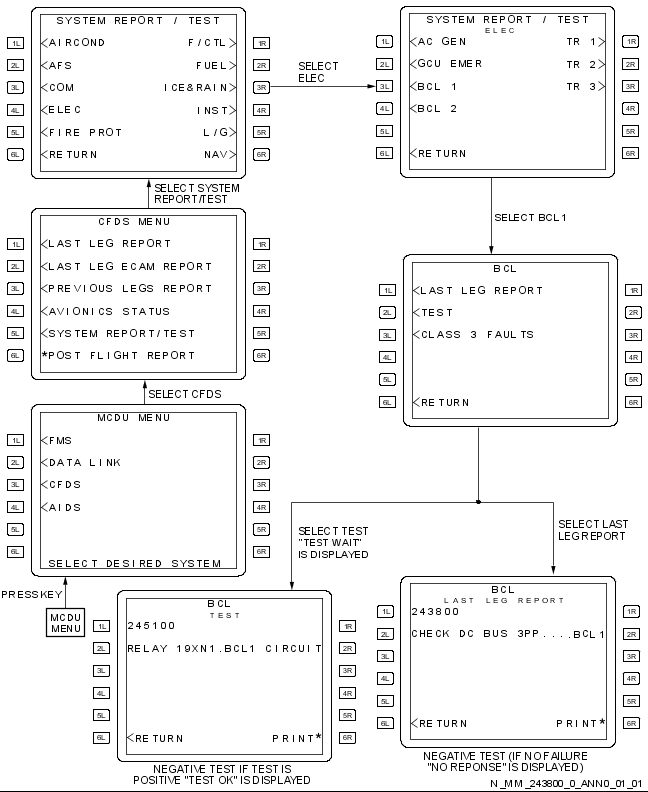 SYSTEM REPORT / TEST
1L <AIRCOND F/CTL> 1R
2L <AFS FUEL> 2R
3L <COM ICE&RAIN> 3R
4L <ELEC INST> 4R
5L <FIRE PROT L/G> 5R
6L <RETURN NAV> 6R
SELECT
ELEC
SYSTEM REPORT / TEST
ELEC
1L <AC GEN TR 1> 1R
2L <GCU EMER TR 2> 2R
3L <BCL 1 TR 3> 3R
4L <BCL 2 4R
5L 5R
6L <RETURN 6R
SELECT SYSTEM
REPORT/TEST
CFDS MENU
1L <LAST LEG REPORT 1R
2L <LAST LEG ECAM REPORT 2R
3L <PREVIOUS LEGS REPORT 3R
4L <AVIONICS STATUS 4R
5L <SYSTEM REPORT/TEST 5R
6L *POST FLIGHT REPORT 6R
SELECT BCL1
BCL
1L <LAST LEG REPORT 1R
2L <TEST 2R
3L <CLASS 3 FAULTS 3R
4L 4R
5L 5R
6L <RETURN 6R
SELECT CFDS
MCDU MENU
1L <FMS 1R
2L <DATA LINK 2R
3L <CFDS 3R
4L <AIDS 4R
5L 5R
6L 6R
SELECT DESIRED SYSTEM
PRESS KEY
MCDU
MENU
SELECT TEST
"TEST WAIT"
IS DISPLAYED
SELECT LAST
LEG REPORT
BCL
TEST
1L 245100 1R
2L RELAY 19XN1.BCL1 CIRCUIT 2R
3L 3R
4L 4R
5L 5R
6L <RETURN PRINT* 6R
NEGATIVE TEST IF TEST IS
POSITIVE "TEST OK" IS DISPLAYED
BCL
LAST LEG REPORT
1L 243800 1R
2L CHECK DC BUS 3PP....BCL1 2R
3L 3R
4L 4R
5L 5R
6L <RETURN PRINT* 6R
NEGATIVE TEST (IF NO FAILURE
"NO REPONSE" IS DISPLAYED)
N_MM_243800_0_ANN0_01_01